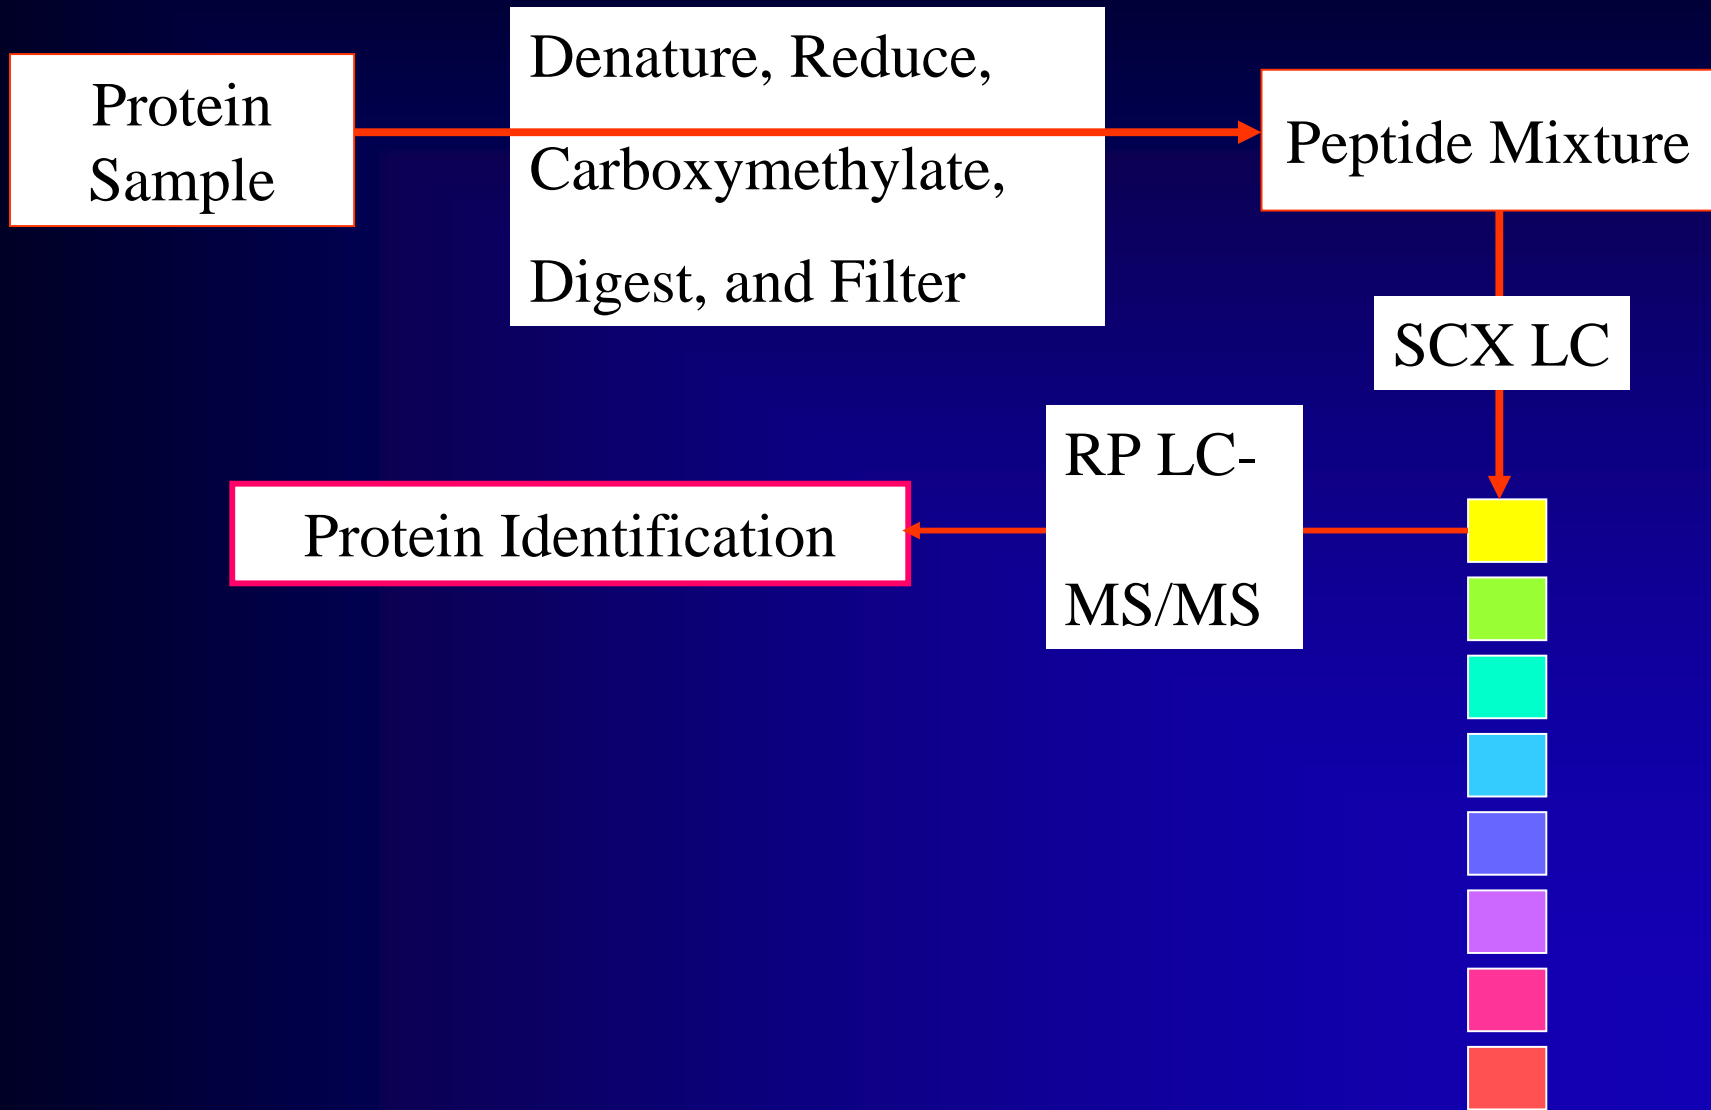 Protein
Sample
Denature, Reduce,
Carboxymethylate,
Digest, and Filter
Peptide Mixture
SCX LC
RP LC-
MS/MS
Protein Identification